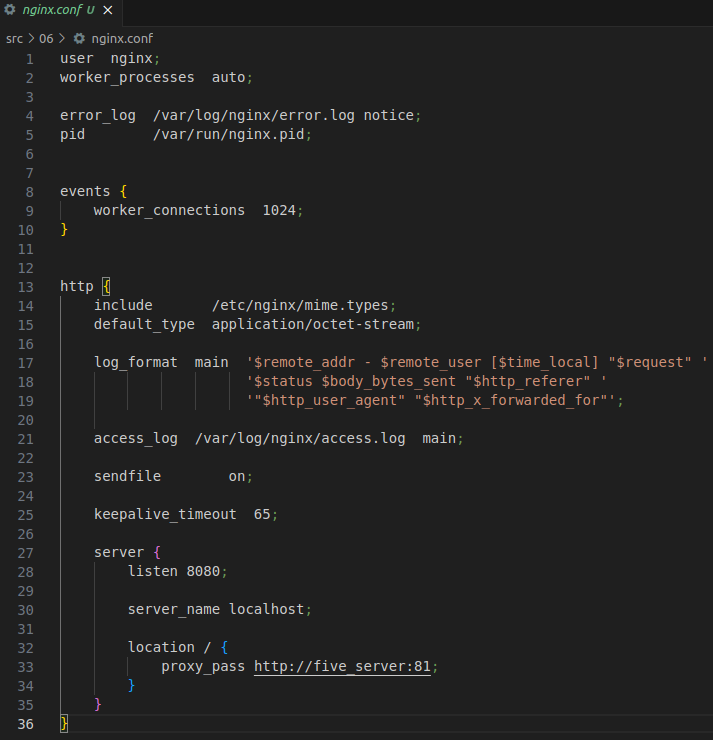 nginx.conf U
src > 06 > nginx.conf
1 user  nginx;
2 worker_processes  auto;
3
4 error_log  /var/log/nginx/error.log notice;
5 pid        /var/run/nginx.pid;
6
7
8 events {
9     worker_connections  1024;
10 }
11
12
13 http {
14     include       /etc/nginx/mime.types;
15     default_type  application/octet-stream;
16
17     log_format  main  '$remote_addr - $remote_user [$time_local] "$request" '
18                       '$status $body_bytes_sent "$http_referer" '
19                       '"$http_user_agent" "$http_x_forwarded_for"';
20
21     access_log  /var/log/nginx/access.log  main;
22
23     sendfile        on;
24
25     keepalive_timeout  65;
26
27     server {
28         listen 8080;
29
30         server_name localhost;
31
32         location / {
33             proxy_pass http://five_server:81;
34         }
35     }
36 }